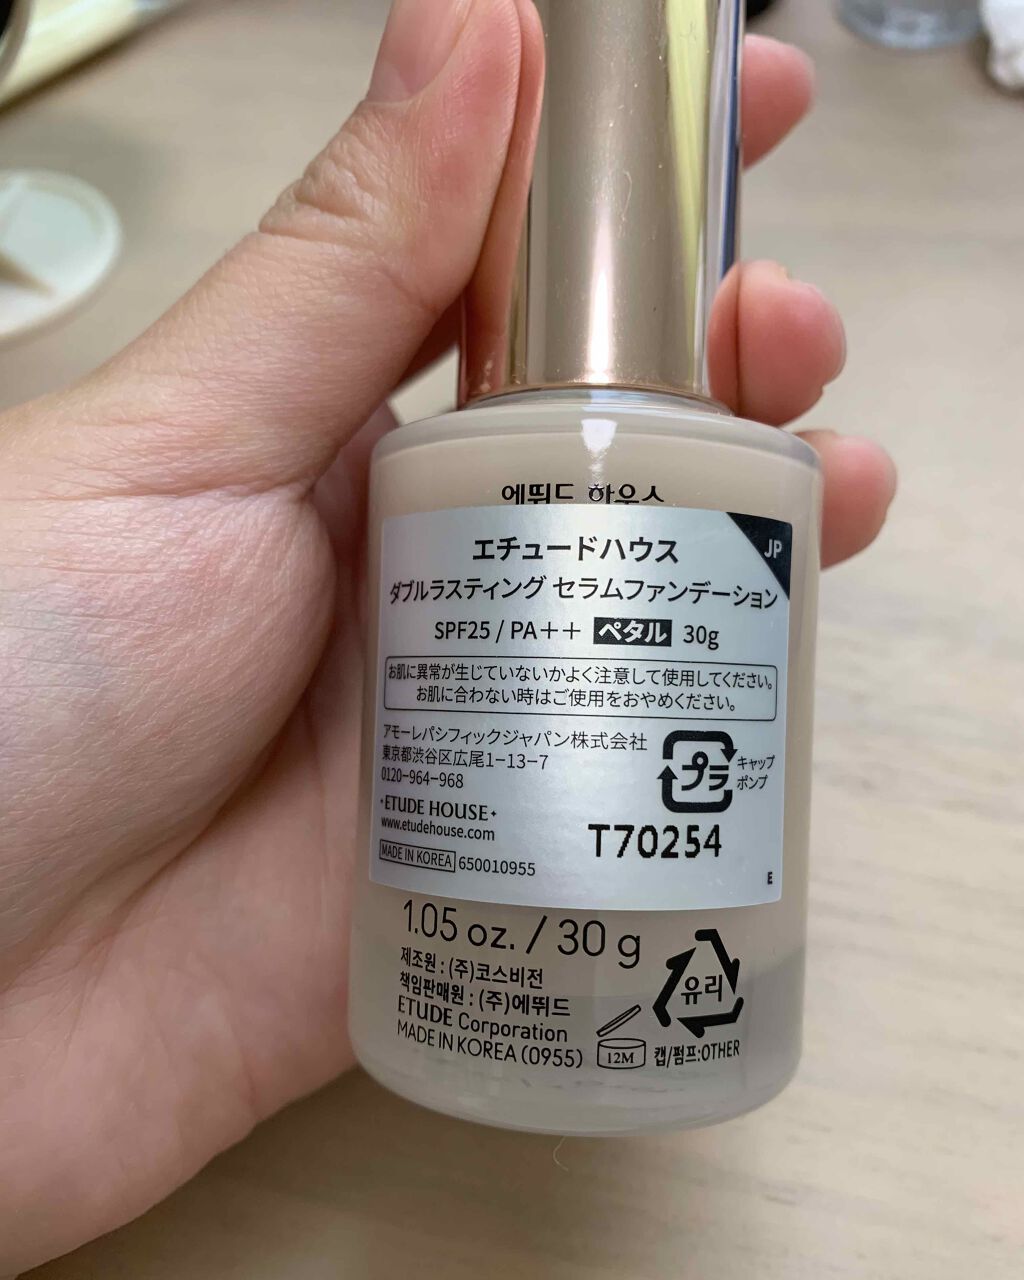 에뛰드 하우스
エチュードハウス
JP
ダブルラスティング セラムファンデーション
SPF25 / PA++ ペタル 30g
お肌に異常が生じていないかよく注意して使用してください。
お肌に合わない時はご使用をおやめください。
アモーレパシフィックジャパン株式会社
東京都渋谷区広尾1-13-7
0120-964-968
ETUDE HOUSE
www.etudehouse.com
MADE IN KOREA 650010955
プラ
キャップ
ポンプ
T70254
E
1.05 oz. / 30 g
제조원 : (주)코스비전
책임판매원 : (주)에뛰드
ETUDE Corporation
MADE IN KOREA (0955)
12M
유리
캡/펌프:OTHER